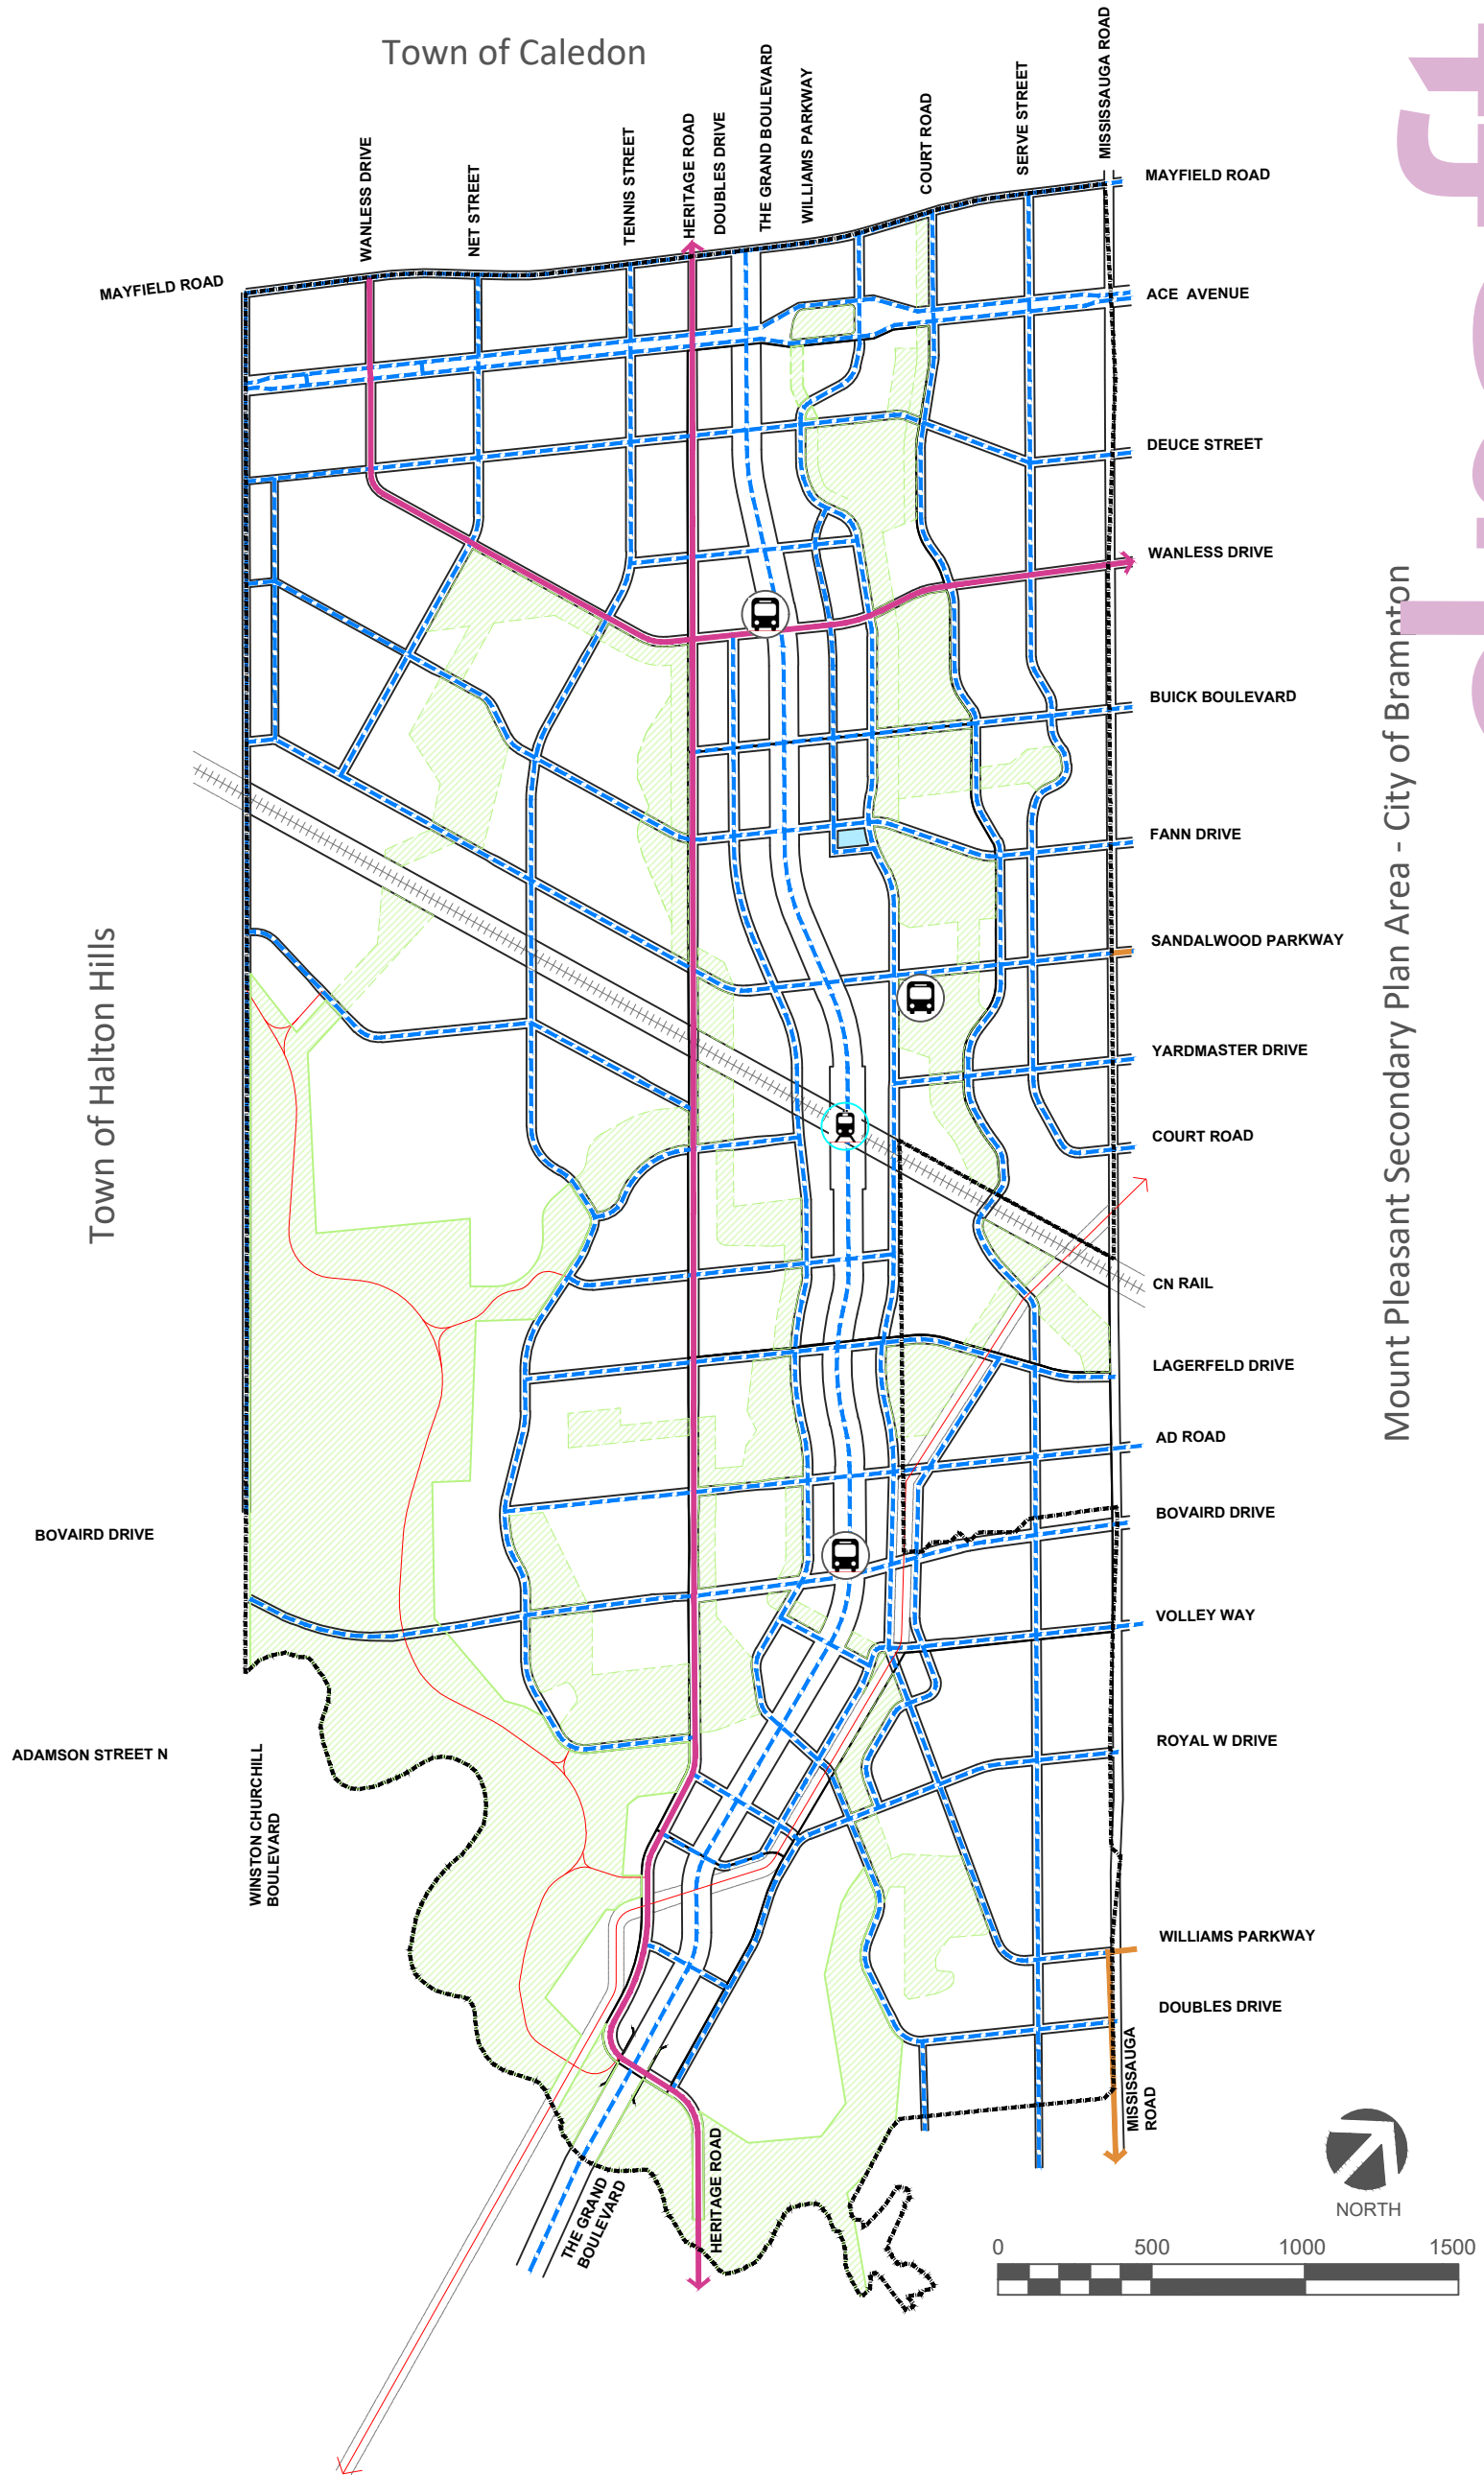 Town of Caledon
WANLESS DRIVE
NET STREET
TENNIS STREET
HERITAGE ROAD
DOUBLES DRIVE
THE GRAND BOULEVARD
WILLIAMS PARKWAY
COURT ROAD
SERVE STREET
MISSISSAUGA ROAD
MAYFIELD ROAD
MAYFIELD ROAD
ACE AVENUE
DEUCE STREET
WANLESS DRIVE
BUICK BOULEVARD
FANN DRIVE
SANDALWOOD PARKWAY
YARDMASTER DRIVE
COURT ROAD
CN RAIL
LAGERFELD DRIVE
AD ROAD
BOVAIRD DRIVE
VOLLEY WAY
ROYAL W DRIVE
WILLIAMS PARKWAY
DOUBLES DRIVE
Mount Pleasant Secondary Plan Area - City of Brampton
Town of Halton Hills
BOVAIRD DRIVE
ADAMSON STREET N
WINSTON CHURCHILL
BOULEVARD
MISSISSAUGA
ROAD
HERITAGE ROAD
THE GRAND
BOULEVARD
NORTH
0 500 1000 1500